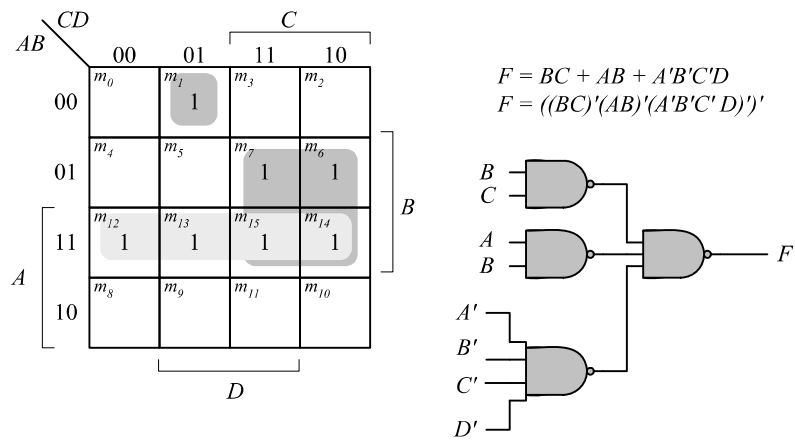 CD
C
AB
00 01 11 10
00 m0 m1 1 m3 m2
01 m4 m5 m7 1 m6 1
B
11 m12 1 m13 1 m15 1 m14 1
A
10 m8 m9 m11 m10
D
F = BC + AB + A'B'C'D
F = ((BC)'(AB)'(A'B'C' D)')'
B
C
A
B
F
A'
B'
C'
D'